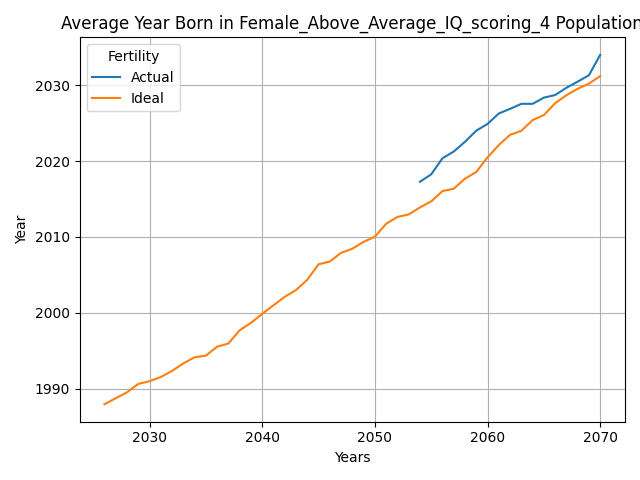 Average Year Born in Female_Above_Average_IQ_scoring_4 Population
Fertility
Actual
Ideal
2030
2020
2010
2000
1990
Year
2030 2040 2050 2060 2070
Years